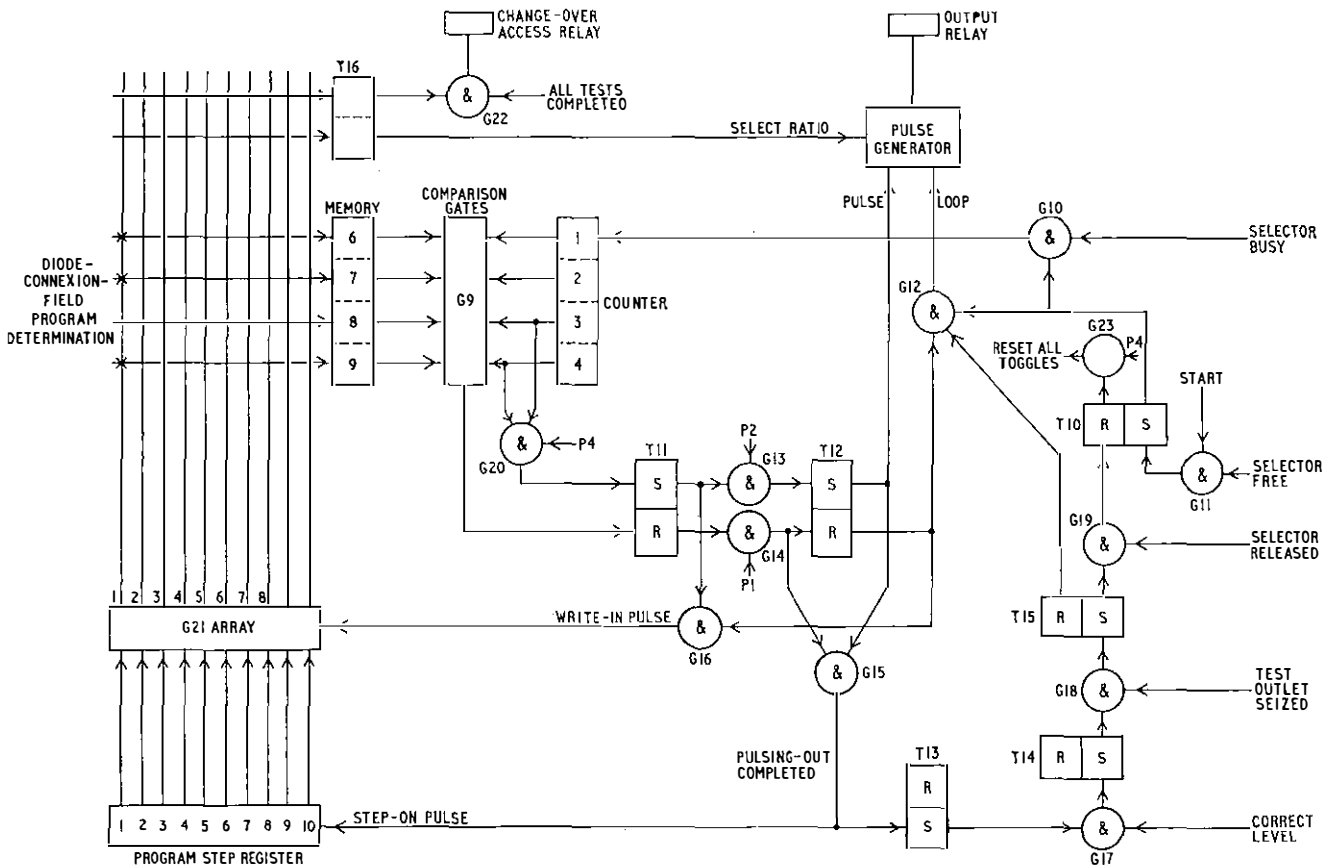 CHANGE-OVER
ACCESS RELAY
OUTPUT
RELAY
T16
&
G22
ALL TESTS
COMPLETED
SELECT RATIO
PULSE
GENERATOR
PULSE
LOOP
MEMORY
COMPARISON
GATES
G10
&
SELECTOR
BUSY
6
7
8
9
G9
1
2
3
4
COUNTER
DIODE-
CONNEXION-
FIELD
PROGRAM
DETERMINATION
G12
&
G23
P4
RESET ALL
TOGGLES
START
T10
R
S
&
G11
SELECTOR
FREE
&
G20
P4
T11
S
R
P2
G13
&
&
G14
P1
T12
S
R
G19
&
SELECTOR
RELEASED
1
2
3
4
5
6
7
8
G21 ARRAY
WRITE-IN PULSE
&
G16
&
G15
T15
R
S
G18
&
TEST
OUTLET
SEIZED
PULSING-OUT
COMPLETED
T13
R
S
T14
R
S
&
G17
CORRECT
LEVEL
1
2
3
4
5
6
7
8
9
10
STEP-ON PULSE
PROGRAM STEP REGISTER